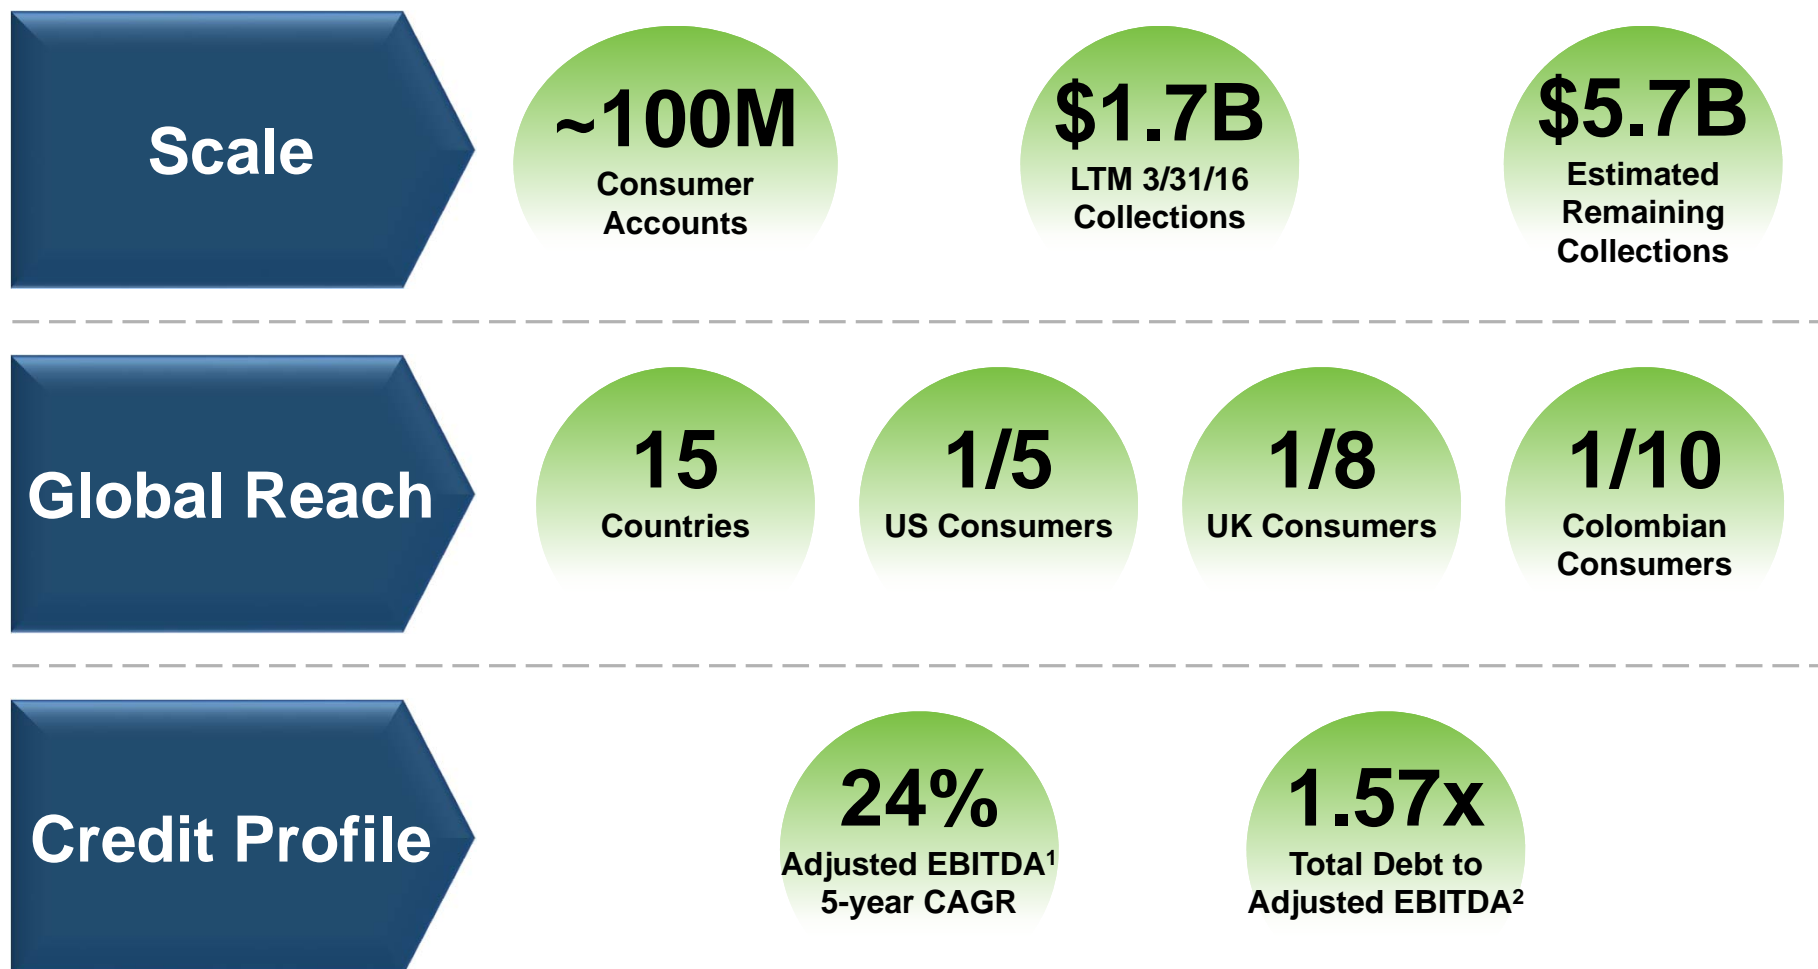 Scale
~100M
Consumer
Accounts
$1.7B
LTM 3/31/16
Collections
$5.7B
Estimated
Remaining
Collections
Global Reach
15
Countries
1/5
US Consumers
1/8
UK Consumers
1/10
Colombian
Consumers
Credit Profile
24%
Adjusted EBITDA¹
5-year CAGR
1.57x
Total Debt to
Adjusted EBITDA²